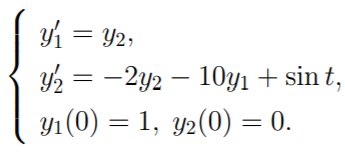 y₁′ = y₂,
y₂′ = −2y₂ − 10y₁ + sin t,
y₁(0) = 1, y₂(0) = 0.